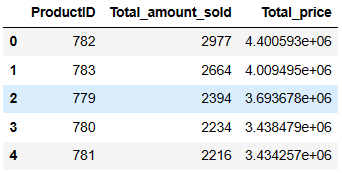 ProductID Total_amount_sold Total_price
0 782 2977 4.400593e+06
1 783 2664 4.009495e+06
2 779 2394 3.693678e+06
3 780 2234 3.438479e+06
4 781 2216 3.434257e+06